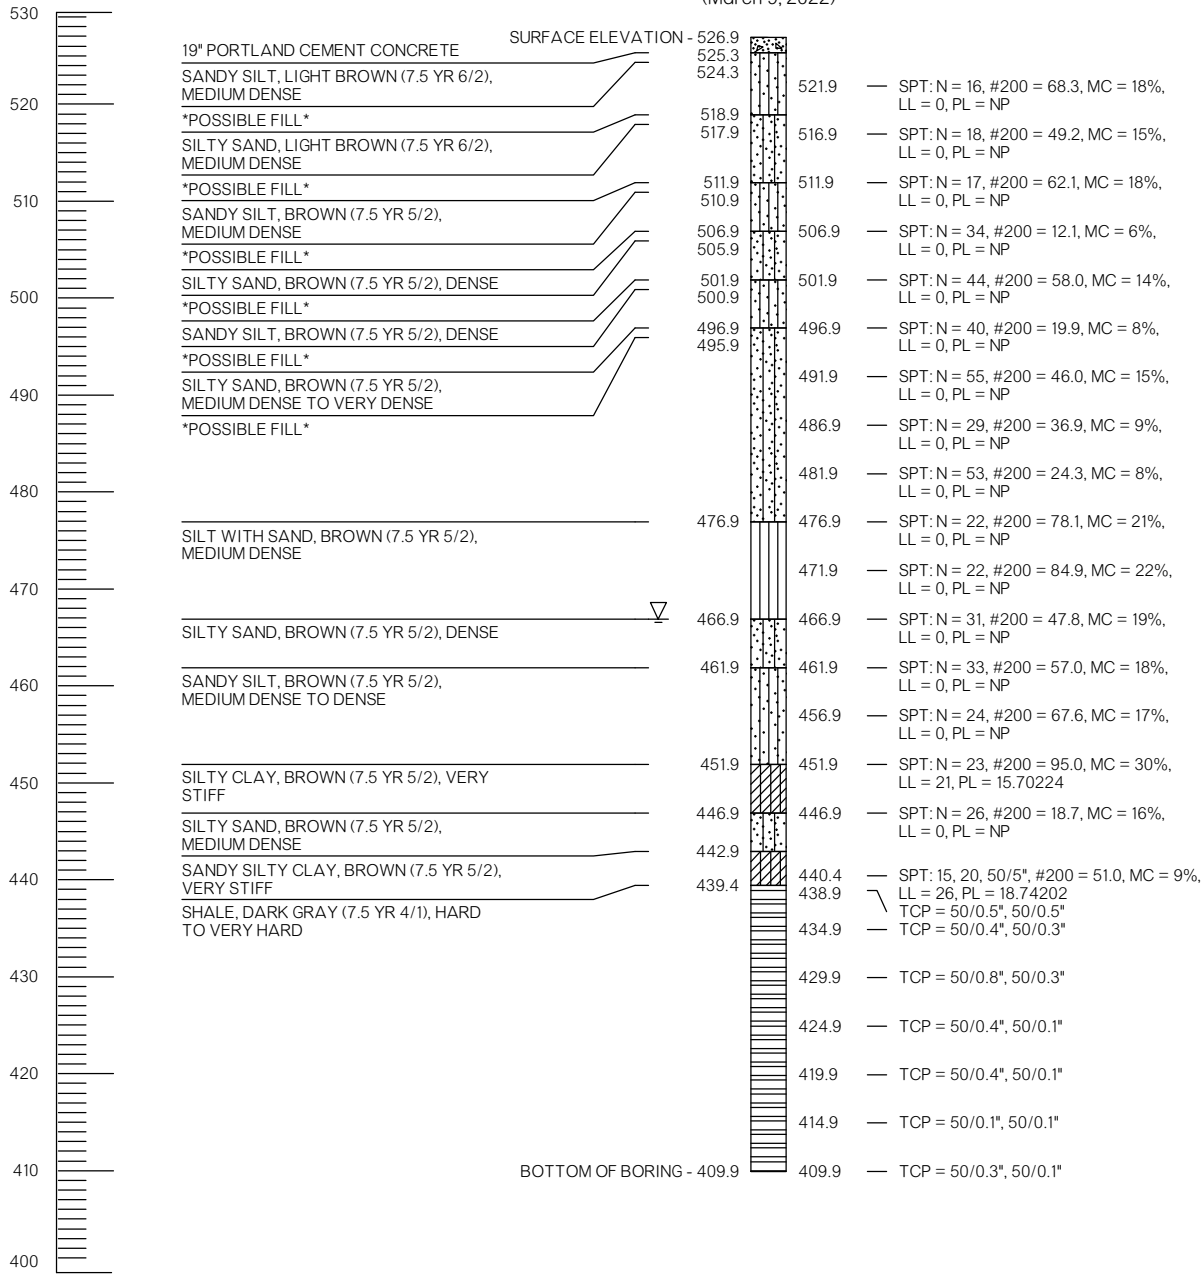 (March 9, 2022)
530
520
510
500
490
480
470
460
450
440
430
420
410
400
19" PORTLAND CEMENT CONCRETE
SANDY SILT, LIGHT BROWN (7.5 YR 6/2),
MEDIUM DENSE
*POSSIBLE FILL*
SILTY SAND, LIGHT BROWN (7.5 YR 6/2),
MEDIUM DENSE
*POSSIBLE FILL*
SANDY SILT, BROWN (7.5 YR 5/2),
MEDIUM DENSE
*POSSIBLE FILL*
SILTY SAND, BROWN (7.5 YR 5/2), DENSE
*POSSIBLE FILL*
SANDY SILT, BROWN (7.5 YR 5/2), DENSE
*POSSIBLE FILL*
SILTY SAND, BROWN (7.5 YR 5/2),
MEDIUM DENSE TO VERY DENSE
*POSSIBLE FILL*
SILT WITH SAND, BROWN (7.5 YR 5/2),
MEDIUM DENSE
SILTY SAND, BROWN (7.5 YR 5/2), DENSE
SANDY SILT, BROWN (7.5 YR 5/2),
MEDIUM DENSE TO DENSE
SILTY CLAY, BROWN (7.5 YR 5/2), VERY
STIFF
SILTY SAND, BROWN (7.5 YR 5/2),
MEDIUM DENSE
SANDY SILTY CLAY, BROWN (7.5 YR 5/2),
VERY STIFF
SHALE, DARK GRAY (7.5 YR 4/1), HARD
TO VERY HARD
SURFACE ELEVATION - 526.9
525.3
524.3
518.9
517.9
511.9
510.9
506.9
505.9
501.9
500.9
496.9
495.9
476.9
466.9
461.9
451.9
446.9
442.9
439.4
BOTTOM OF BORING - 409.9
521.9 — SPT: N = 16, #200 = 68.3, MC = 18%,
LL = 0, PL = NP
516.9 — SPT: N = 18, #200 = 49.2, MC = 15%,
LL = 0, PL = NP
511.9 — SPT: N = 17, #200 = 62.1, MC = 18%,
LL = 0, PL = NP
506.9 — SPT: N = 34, #200 = 12.1, MC = 6%,
LL = 0, PL = NP
501.9 — SPT: N = 44, #200 = 58.0, MC = 14%,
LL = 0, PL = NP
496.9 — SPT: N = 40, #200 = 19.9, MC = 8%,
LL = 0, PL = NP
491.9 — SPT: N = 55, #200 = 46.0, MC = 15%,
LL = 0, PL = NP
486.9 — SPT: N = 29, #200 = 36.9, MC = 9%,
LL = 0, PL = NP
481.9 — SPT: N = 53, #200 = 24.3, MC = 8%,
LL = 0, PL = NP
476.9 — SPT: N = 22, #200 = 78.1, MC = 21%,
LL = 0, PL = NP
471.9 — SPT: N = 22, #200 = 84.9, MC = 22%,
LL = 0, PL = NP
466.9 — SPT: N = 31, #200 = 47.8, MC = 19%,
LL = 0, PL = NP
461.9 — SPT: N = 33, #200 = 57.0, MC = 18%,
LL = 0, PL = NP
456.9 — SPT: N = 24, #200 = 67.6, MC = 17%,
LL = 0, PL = NP
451.9 — SPT: N = 23, #200 = 95.0, MC = 30%,
LL = 21, PL = 15.70224
446.9 — SPT: N = 26, #200 = 18.7, MC = 16%,
LL = 0, PL = NP
440.4 — SPT: 15, 20, 50/5", #200 = 51.0, MC = 9%,
LL = 26, PL = 18.74202
438.9 TCP = 50/0.5", 50/0.5"
434.9 — TCP = 50/0.4", 50/0.3"
429.9 — TCP = 50/0.8", 50/0.3"
424.9 — TCP = 50/0.4", 50/0.1"
419.9 — TCP = 50/0.4", 50/0.1"
414.9 — TCP = 50/0.1", 50/0.1"
409.9 — TCP = 50/0.3", 50/0.1"